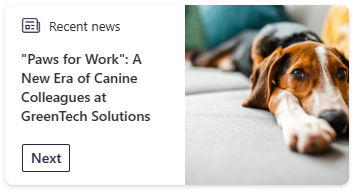 Recent news
"Paws for Work": A
New Era of Canine
Colleagues at
GreenTech Solutions
Next